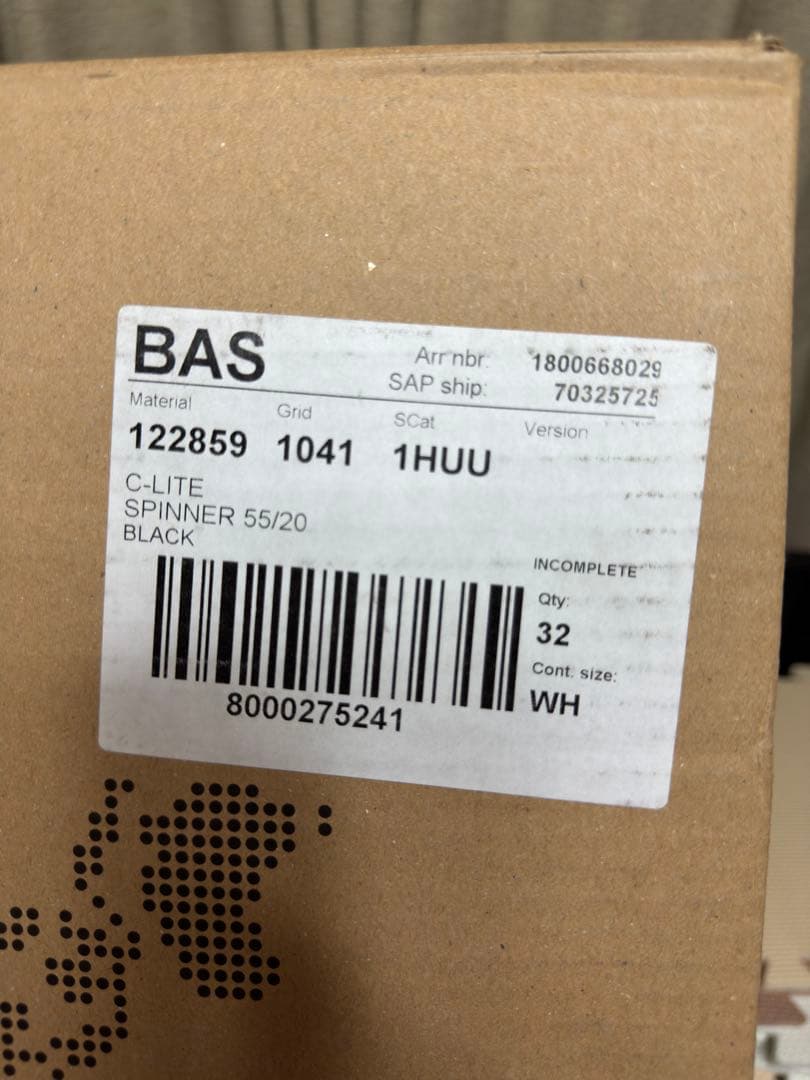 BAS
Arr nbr: 1800668029
SAP ship: 70325725
Material Grid SCat Version
122859 1041 1HUU
C-LITE
SPINNER 55/20
BLACK
INCOMPLETE
Qty:
32
Cont. size:
WH
8000275241